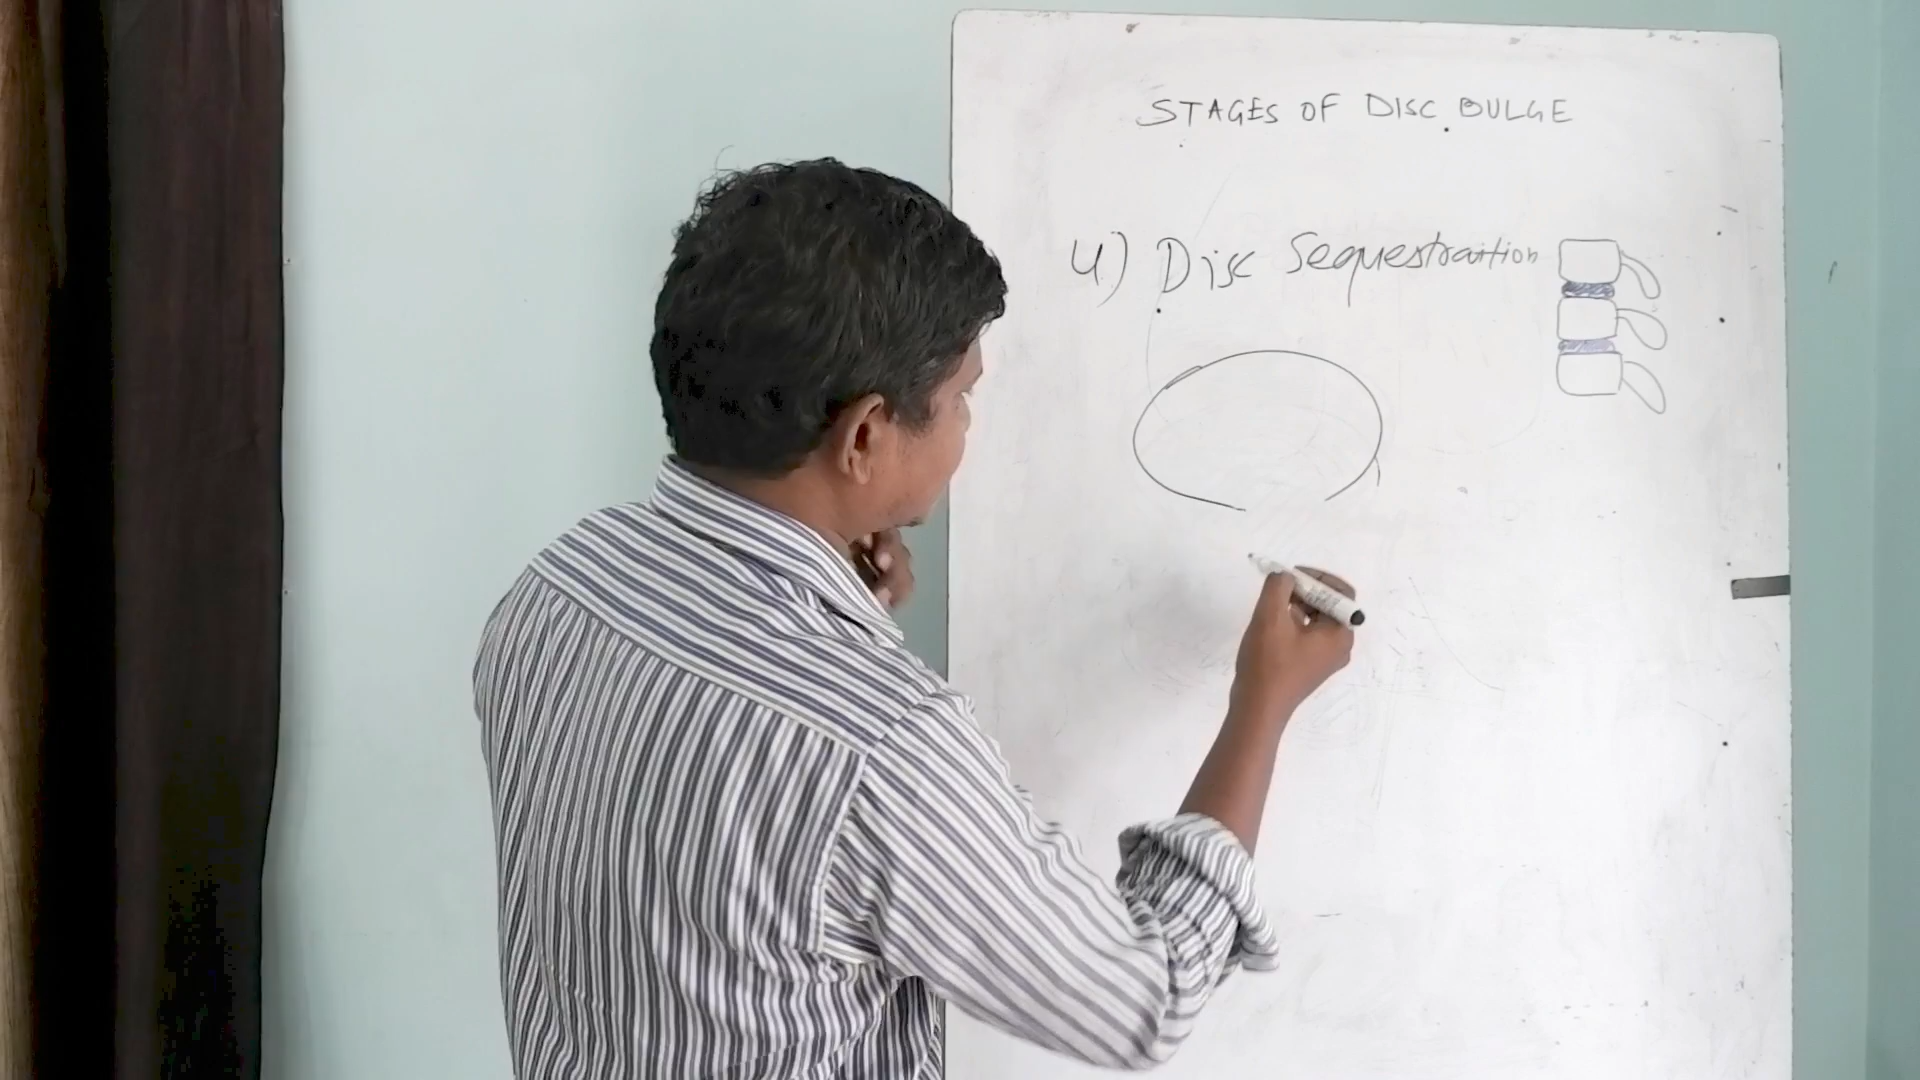 STAGES OF DISC BULGE
4) Disc Sequestraition